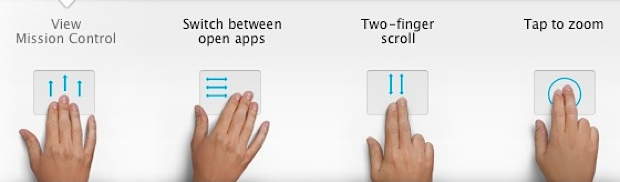 View
Mission Control
Switch between
open apps
Two-finger
scroll
Tap to zoom